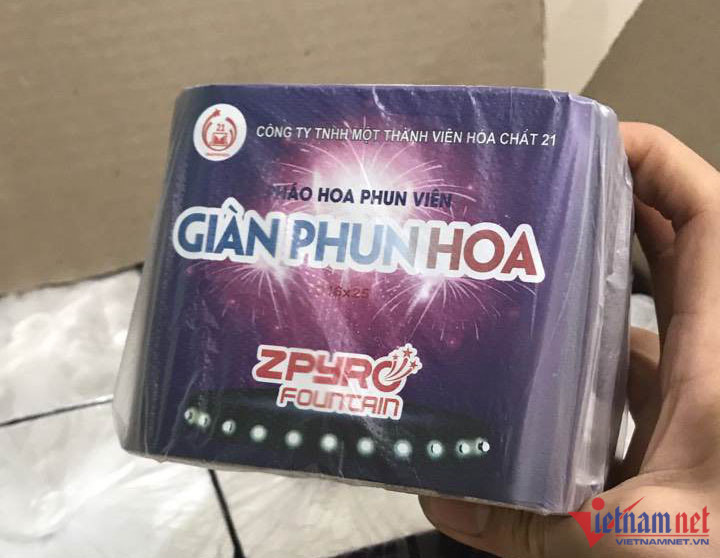 21
CÔNG TY TNHH MỘT THÀNH VIÊN HÓA CHẤT 21
PHÁO HOA PHUN VIÊN
GIÀN PHUN HOA
16x25
ZPYRO
FOUNTAIN
Vietnamnet
VIETNAMNET.VN